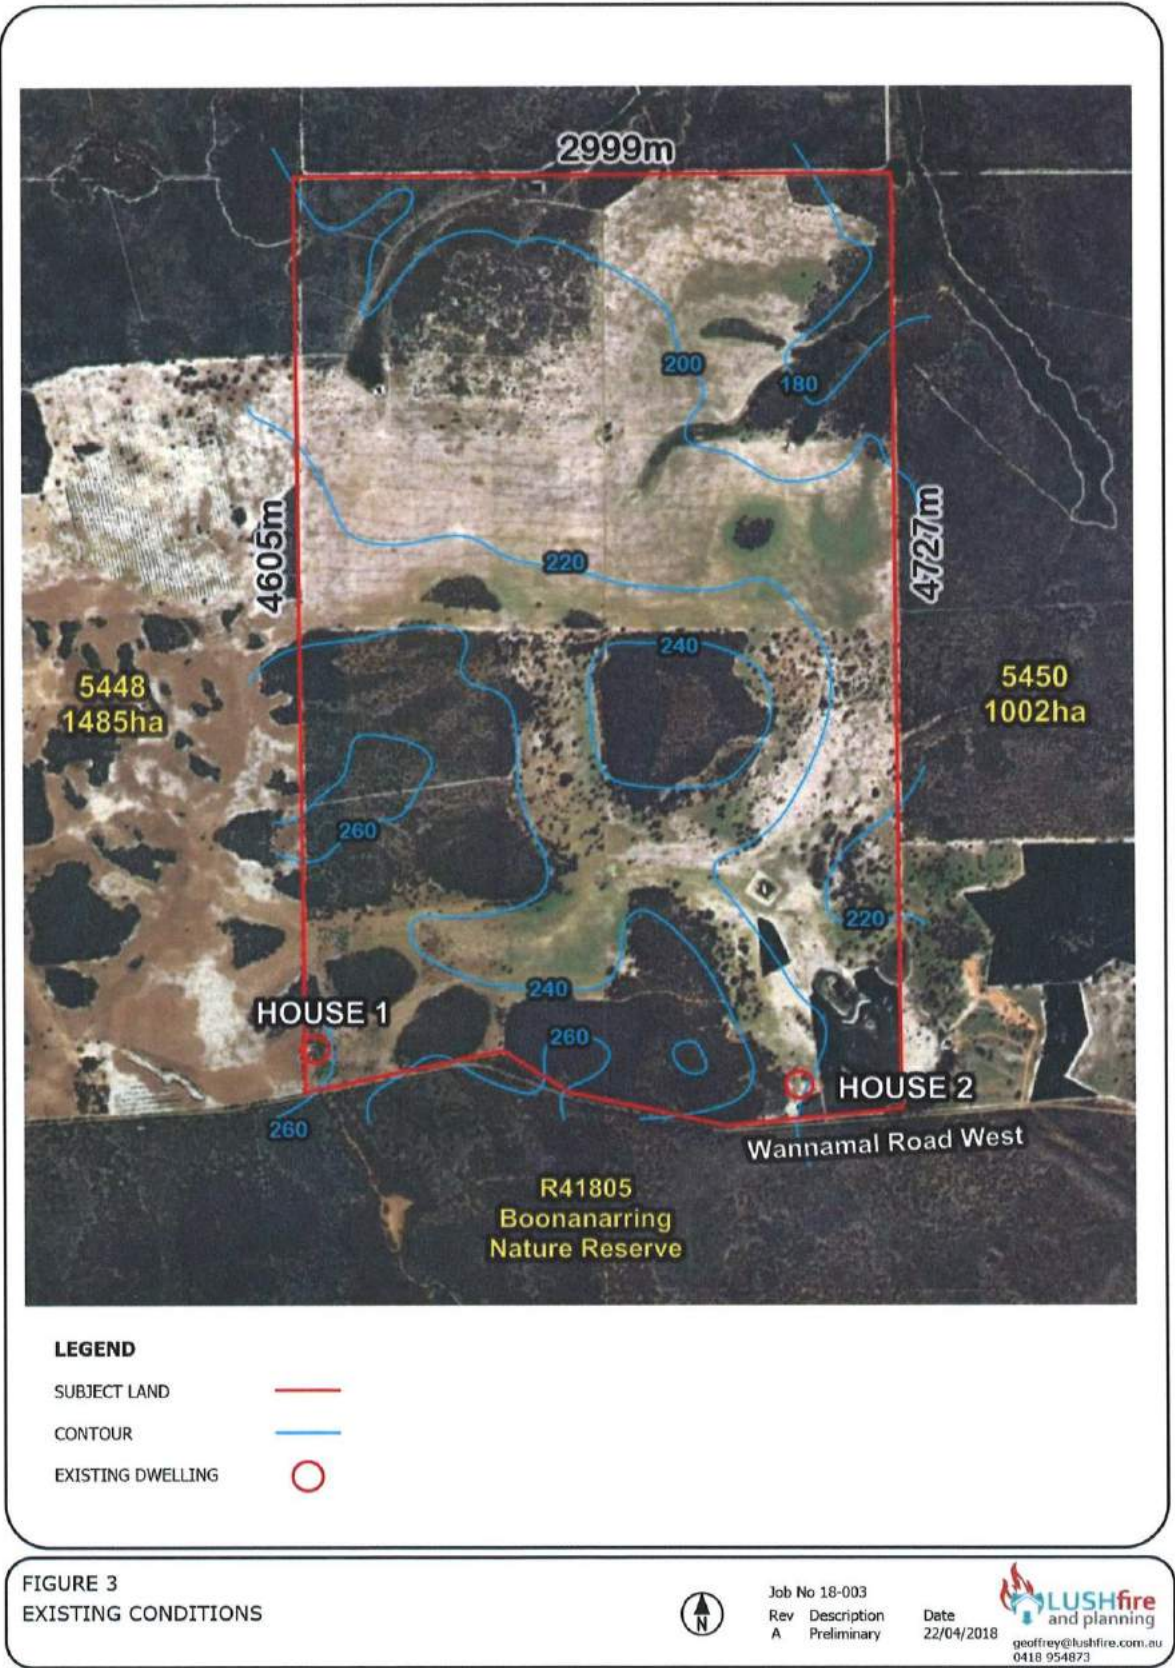 2999m
200
180
4605m
4727m
220
240
5448
1485ha
5450
1002ha
260
220
240
HOUSE 1
260
HOUSE 2
260
Wannamal Road West
R41805
Boonanarring
Nature Reserve
LEGEND
SUBJECT LAND
CONTOUR
EXISTING DWELLING
FIGURE 3
EXISTING CONDITIONS
N
Job No 18-003
Rev Description Date
A Preliminary 22/04/2018
LUSHfire
and planning
geoffrey@lushfire.com.au
0418 954873